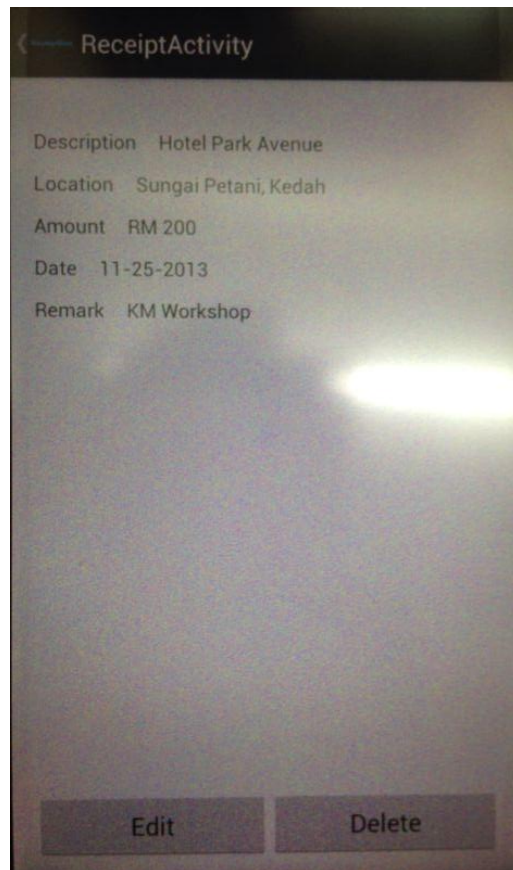 ReceiptActivity
Description Hotel Park Avenue
Location Sungai Petani, Kedah
Amount RM 200
Date 11-25-2013
Remark KM Workshop
Edit Delete